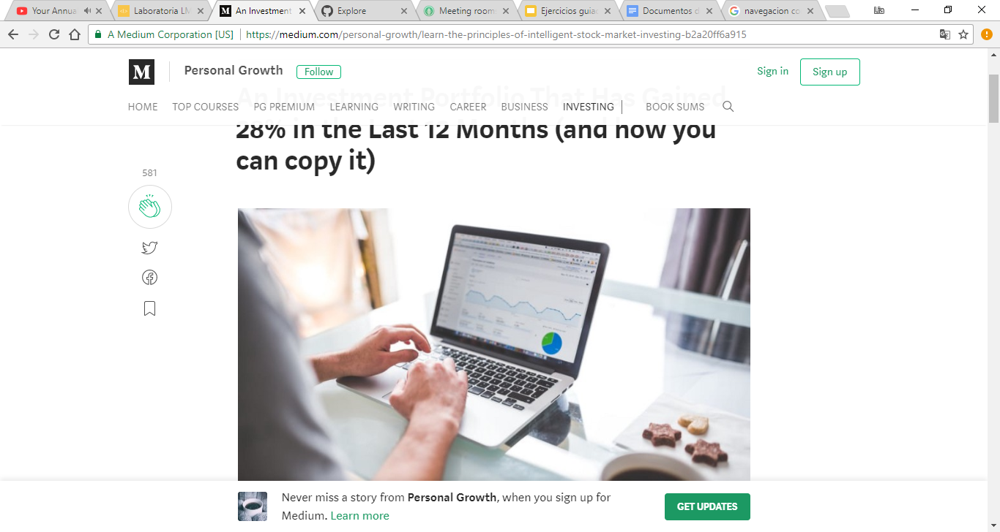 Your Annua
Laboratoria LM
An Investment
Explore
Meeting room
Ejercicios guia
Documentos d
navegacion co
A Medium Corporation [US]
https://medium.com/personal-growth/learn-the-principles-of-intelligent-stock-market-investing-b2a20ff6a915
M
Personal Growth
Follow
Sign in
Sign up
An Investment Portfolio That Has Gained
HOME
TOP COURSES
PG PREMIUM
LEARNING
WRITING
CAREER
BUSINESS
INVESTING
BOOK SUMS
28% in the Last 12 Months (and how you
can copy it)
581
Never miss a story from Personal Growth, when you sign up for
Medium. Learn more
GET UPDATES